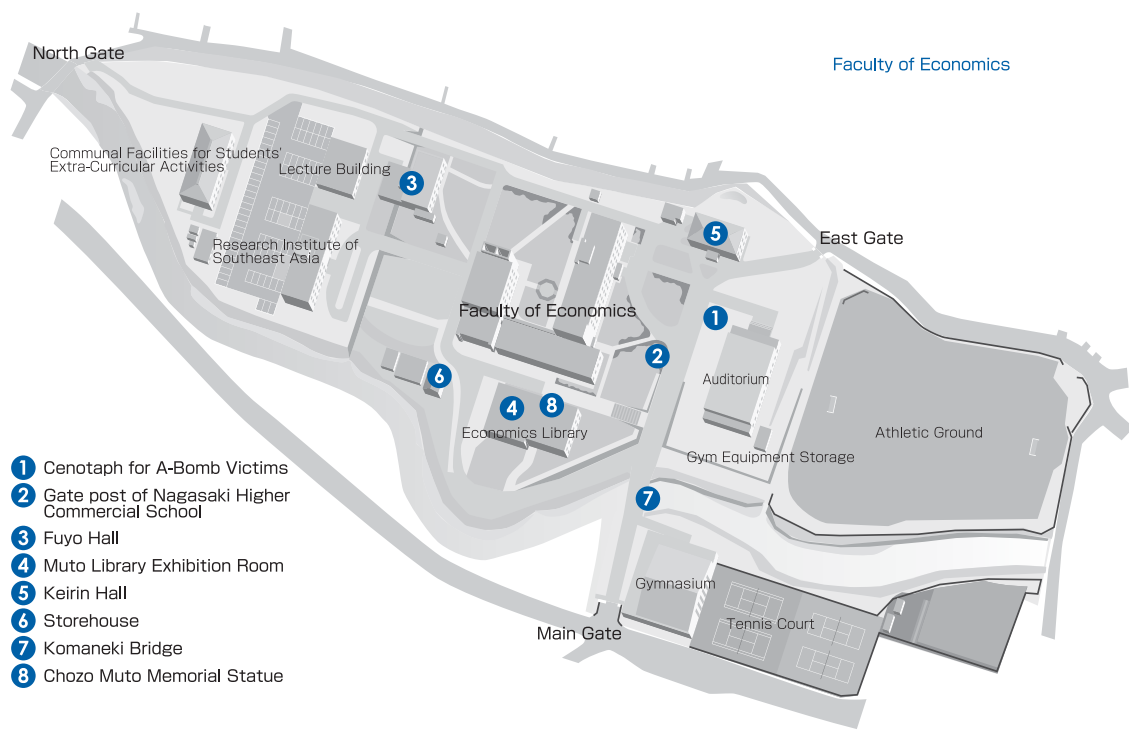 North Gate
Faculty of Economics
Communal Facilities for Students'
Extra-Curricular Activities
Lecture Building
3
5
East Gate
Research Institute of
Southeast Asia
Faculty of Economics
1
2
6
Auditorium
4
8
Economics Library
Athletic Ground
Gym Equipment Storage
7
Gymnasium
Tennis Court
Main Gate
1 Cenotaph for A-Bomb Victims
2 Gate post of Nagasaki Higher
Commercial School
3 Fuyo Hall
4 Muto Library Exhibition Room
5 Keirin Hall
6 Storehouse
7 Komaneki Bridge
8 Chozo Muto Memorial Statue